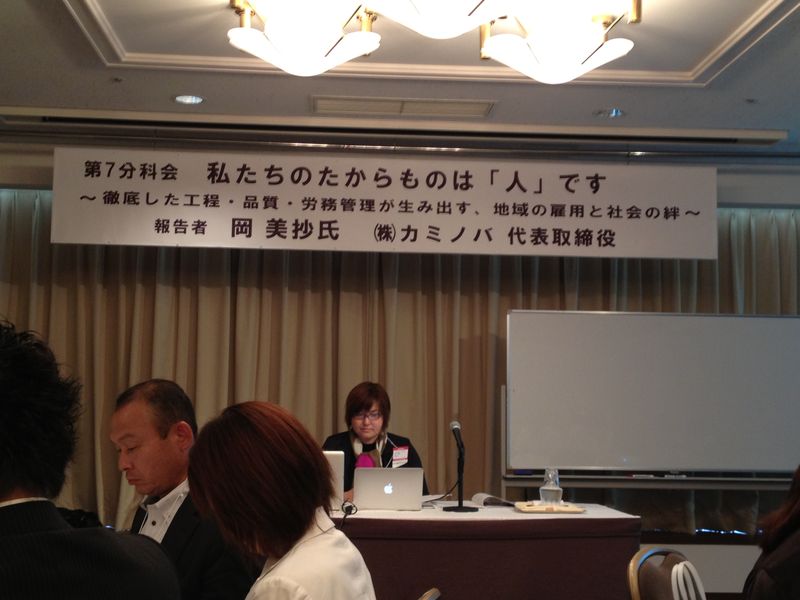 第7分科会 私たちのたからものは「人」です
～徹底した工程・品質・労務管理が生み出す、地域の雇用と社会の絆～
報告者 岡 美抄氏 ㈱カミノバ 代表取締役